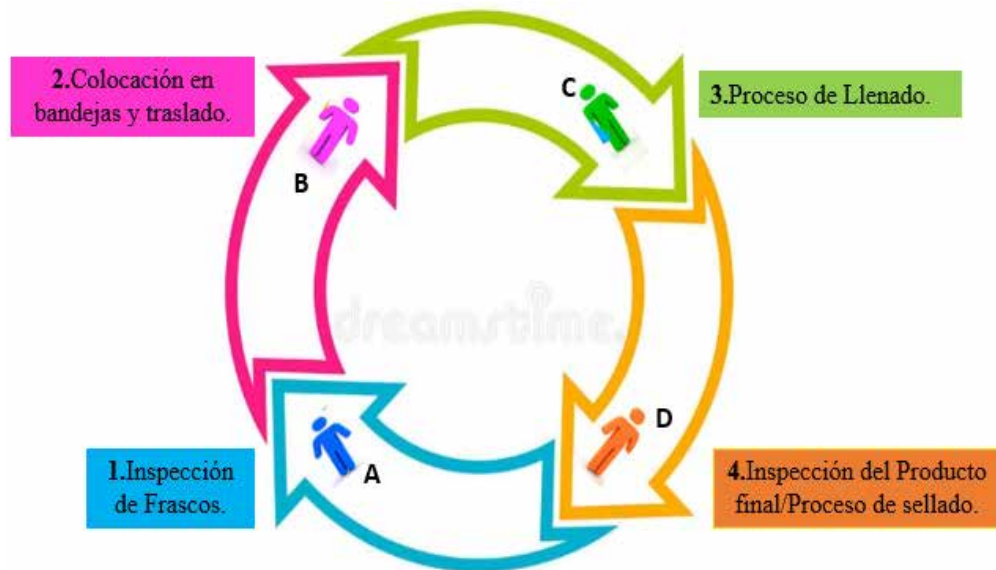 2.Colocación en
bandejas y traslado.
B
C
3.Proceso de Llenado.
dreamstime.
1.Inspección
de Frascos.
A
D
4.Inspección del Producto
final/Proceso de sellado.